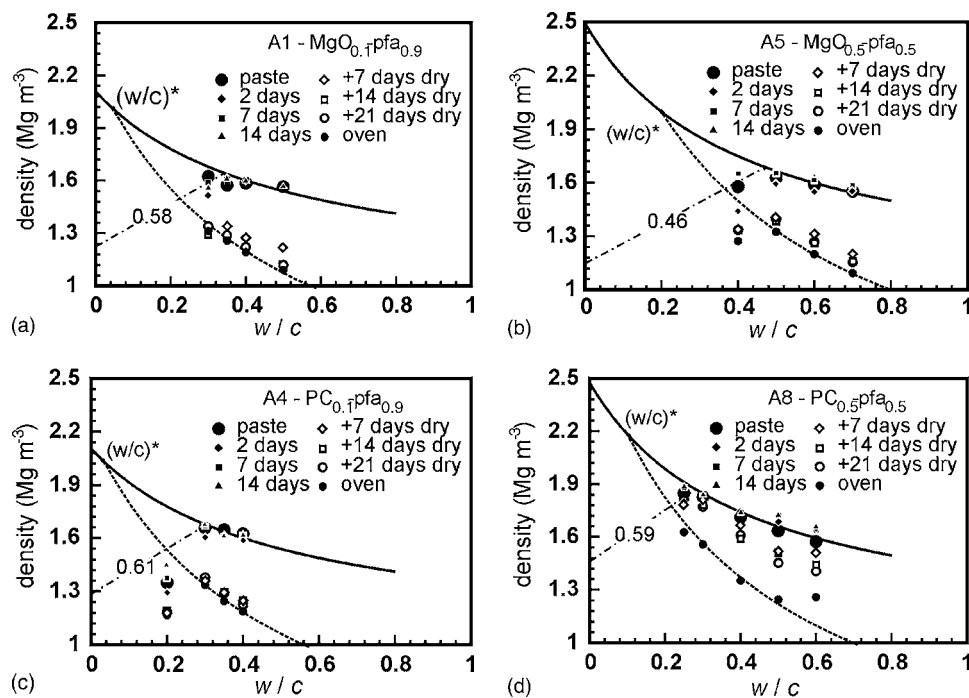 2.5
2.2
1.9
1.6
1.3
1
density (Mg m⁻³)
A1 - MgO₀.₁-pfa₀.₉
paste
2 days
7 days
14 days
+7 days dry
+14 days dry
+21 days dry
oven
(w/c)*
0.58
0 0.2 0.4 0.6 0.8 1
w / c
(a)
2.5
2.2
1.9
1.6
1.3
1
density (Mg m⁻³)
A5 - MgO₀.₅-pfa₀.₅
paste
2 days
7 days
14 days
+7 days dry
+14 days dry
+21 days dry
oven
(w/c)*
0.46
0 0.2 0.4 0.6 0.8 1
w / c
(b)
2.5
2.2
1.9
1.6
1.3
1
density (Mg m⁻³)
A4 - PC₀.₁-pfa₀.₉
paste
2 days
7 days
14 days
+7 days dry
+14 days dry
+21 days dry
oven
(w/c)*
0.61
0 0.2 0.4 0.6 0.8 1
w / c
(c)
2.5
2.2
1.9
1.6
1.3
1
density (Mg m⁻³)
A8 - PC₀.₅-pfa₀.₅
paste
2 days
7 days
14 days
+7 days dry
+14 days dry
+21 days dry
oven
(w/c)*
0.59
0 0.2 0.4 0.6 0.8 1
w / c
(d)